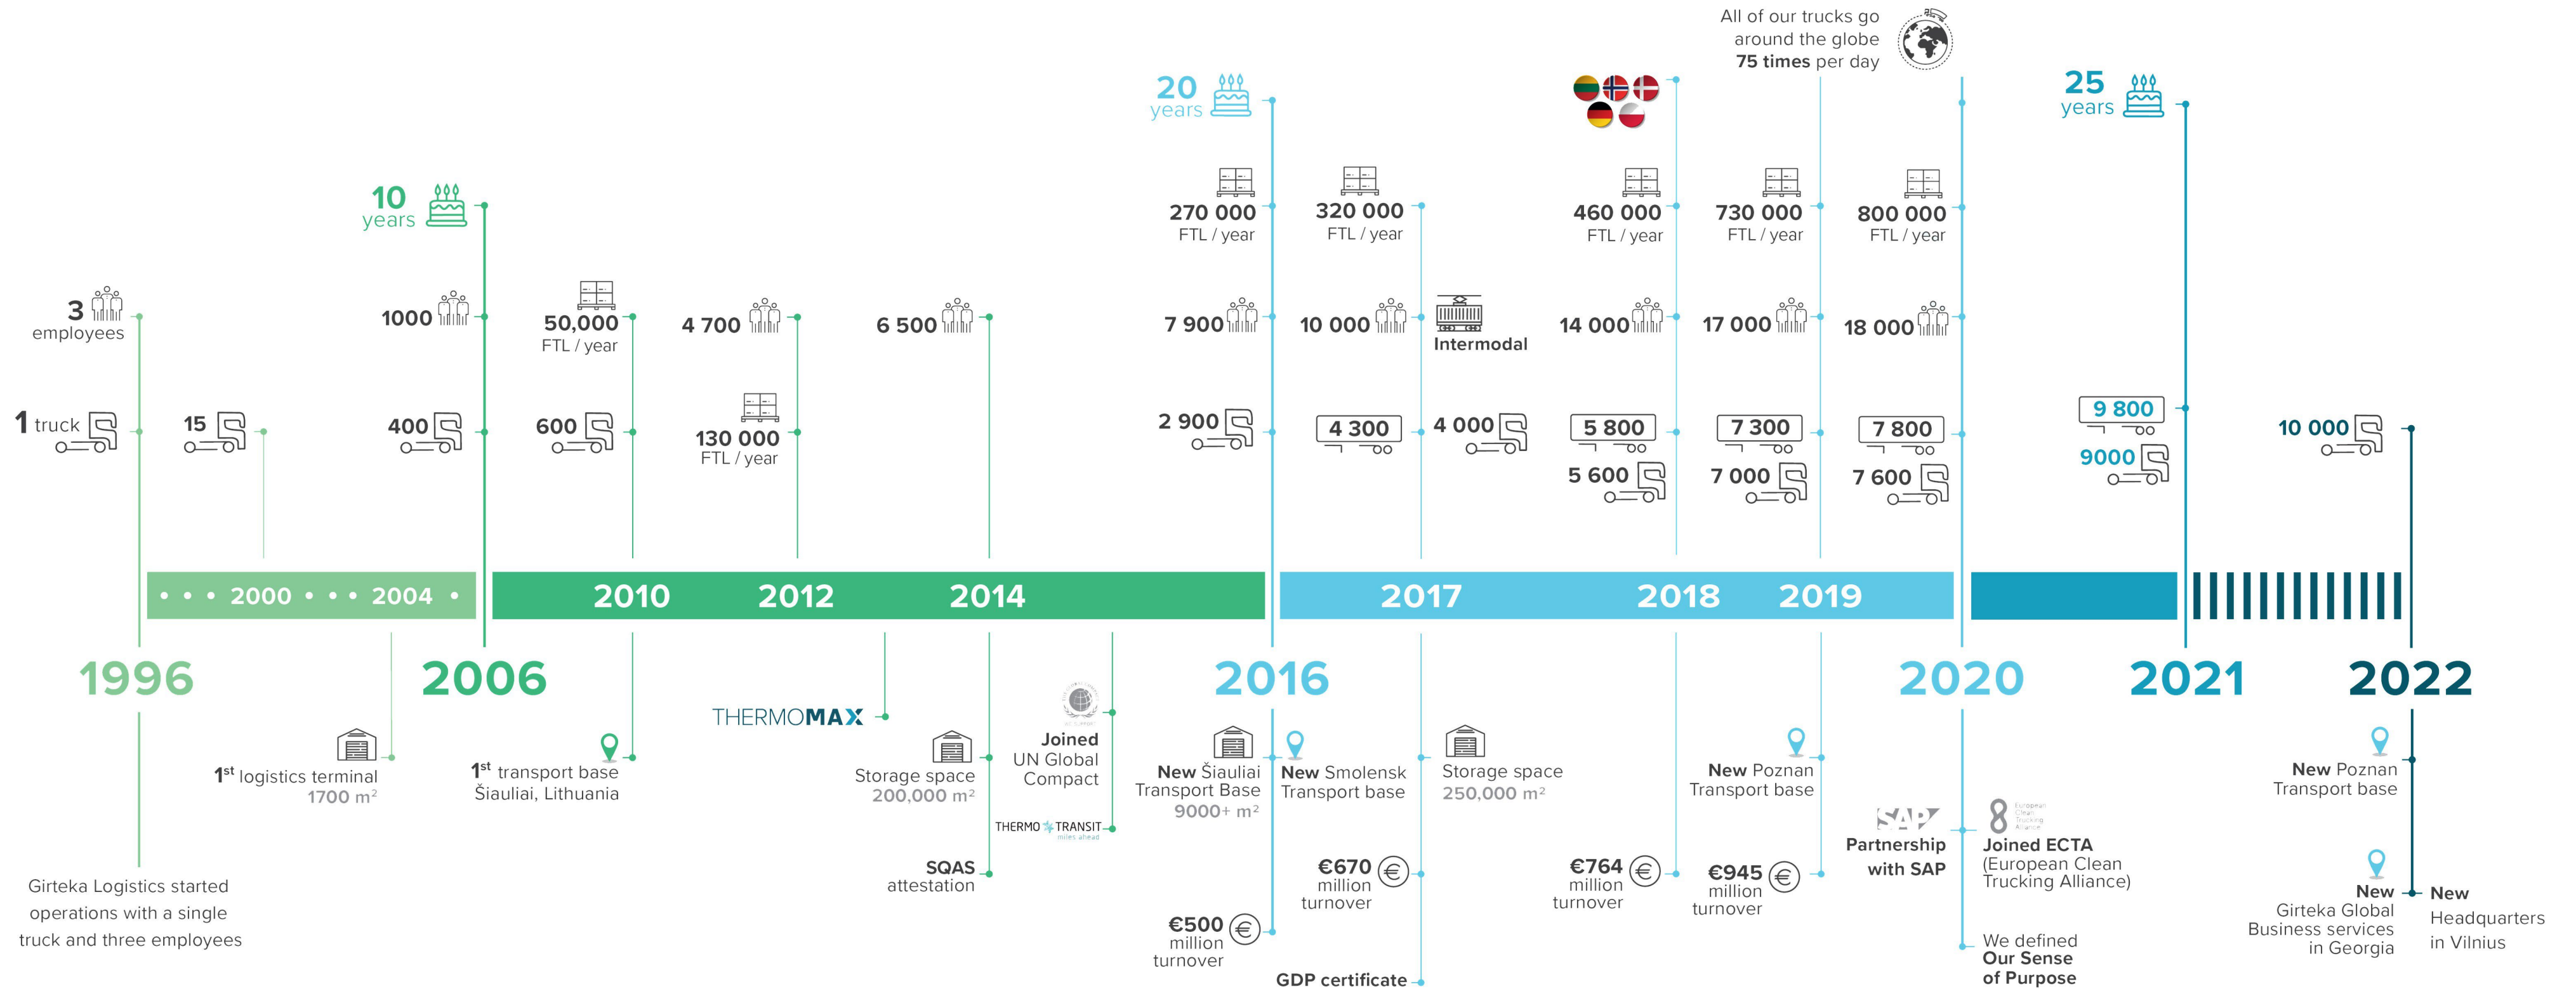 All of our trucks go
around the globe
75 times per day
20
years
25
years
10
years
270 000
FTL / year
320 000
FTL / year
460 000
FTL / year
730 000
FTL / year
800 000
FTL / year
3
employees
1000
50,000
FTL / year
4 700
6 500
7 900
10 000
Intermodal
14 000
17 000
18 000
1 truck
15
400
600
130 000
FTL / year
2 900
4 300
4 000
5 800
5 600
7 300
7 000
7 800
7 600
9 800
9000
10 000
2000
2004
2010
2012
2014
2017
2018
2019
1996
2006
2016
2020
2021
2022
Girteka Logistics started
operations with a single
truck and three employees
1st logistics terminal
1700 m²
1st transport base
Šiauliai, Lithuania
THERMOMAX
Storage space
200,000 m²
SQAS
attestation
Joined
UN Global
Compact
THERMO TRANSIT
miles ahead
New Šiauliai
Transport Base
9000+ m²
€500
million
turnover
New Smolensk
Transport base
€670
million
turnover
GDP certificate
Storage space
250,000 m²
€764
million
turnover
New Poznan
Transport base
€945
million
turnover
SAP
Partnership
with SAP
European
Clean
Trucking
Alliance
Joined ECTA
(European Clean
Trucking Alliance)
We defined
Our Sense
of Purpose
New Poznan
Transport base
New
Girteka Global
Business services
in Georgia
New
Headquarters
in Vilnius